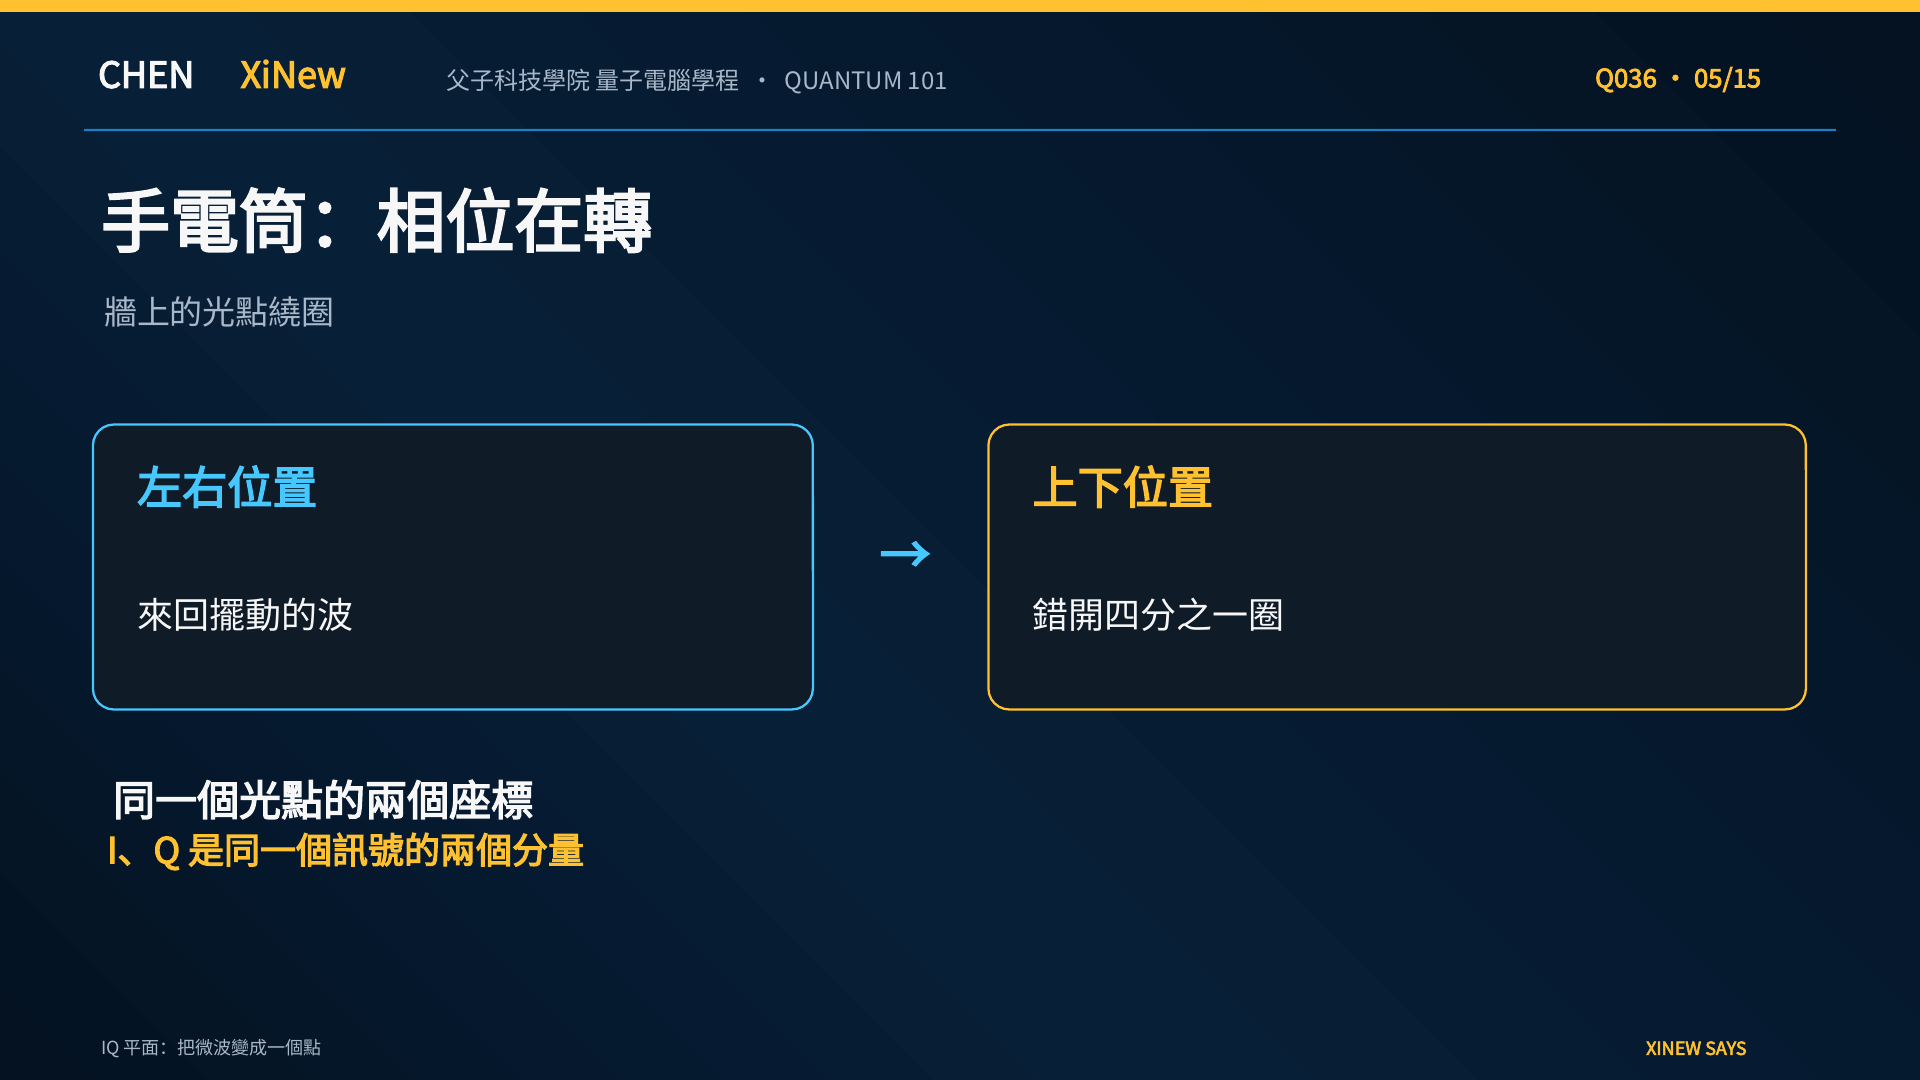 CHEN XiNew 父子科技學院 量子電腦學程 • QUANTUM 101 Q036 • 05/15
手電筒：相位在轉
牆上的光點繞圈
左右位置
來回擺動的波
→
上下位置
錯開四分之一圈
同一個光點的兩個座標
I、Q 是同一個訊號的兩個分量
IQ 平面：把微波變成一個點
XINEW SAYS